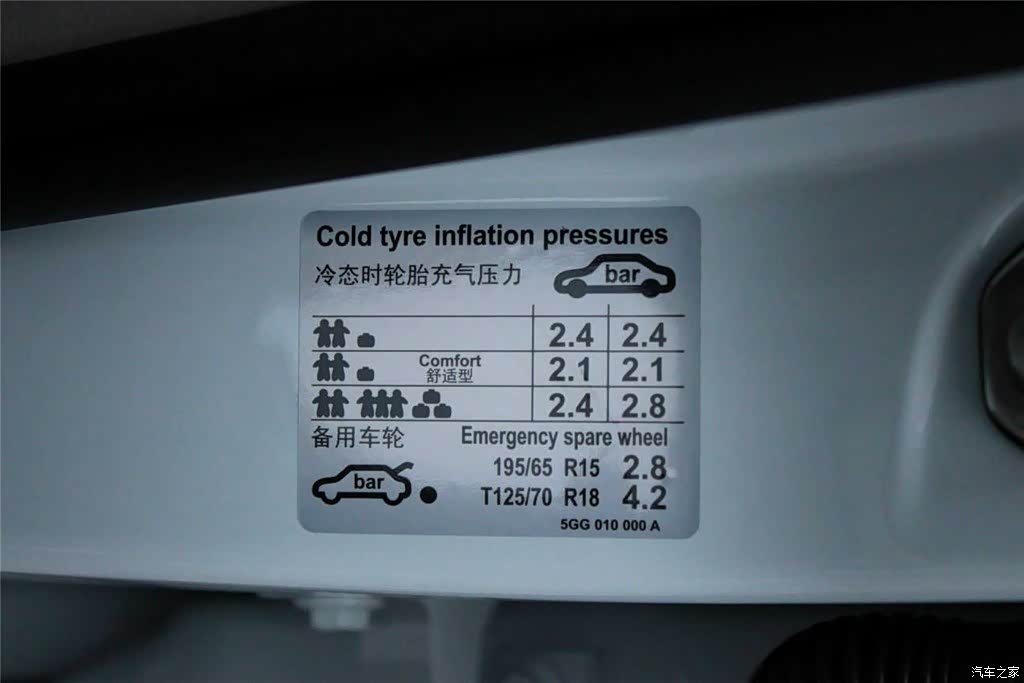 Cold tyre inflation pressures
冷态时轮胎充气压力
bar
2.4 2.4
Comfort
舒适型
2.1 2.1
2.4 2.8
备用车轮 Emergency spare wheel
195/65 R15 2.8
bar
T125/70 R18 4.2
5GG 010 000 A
汽车之家